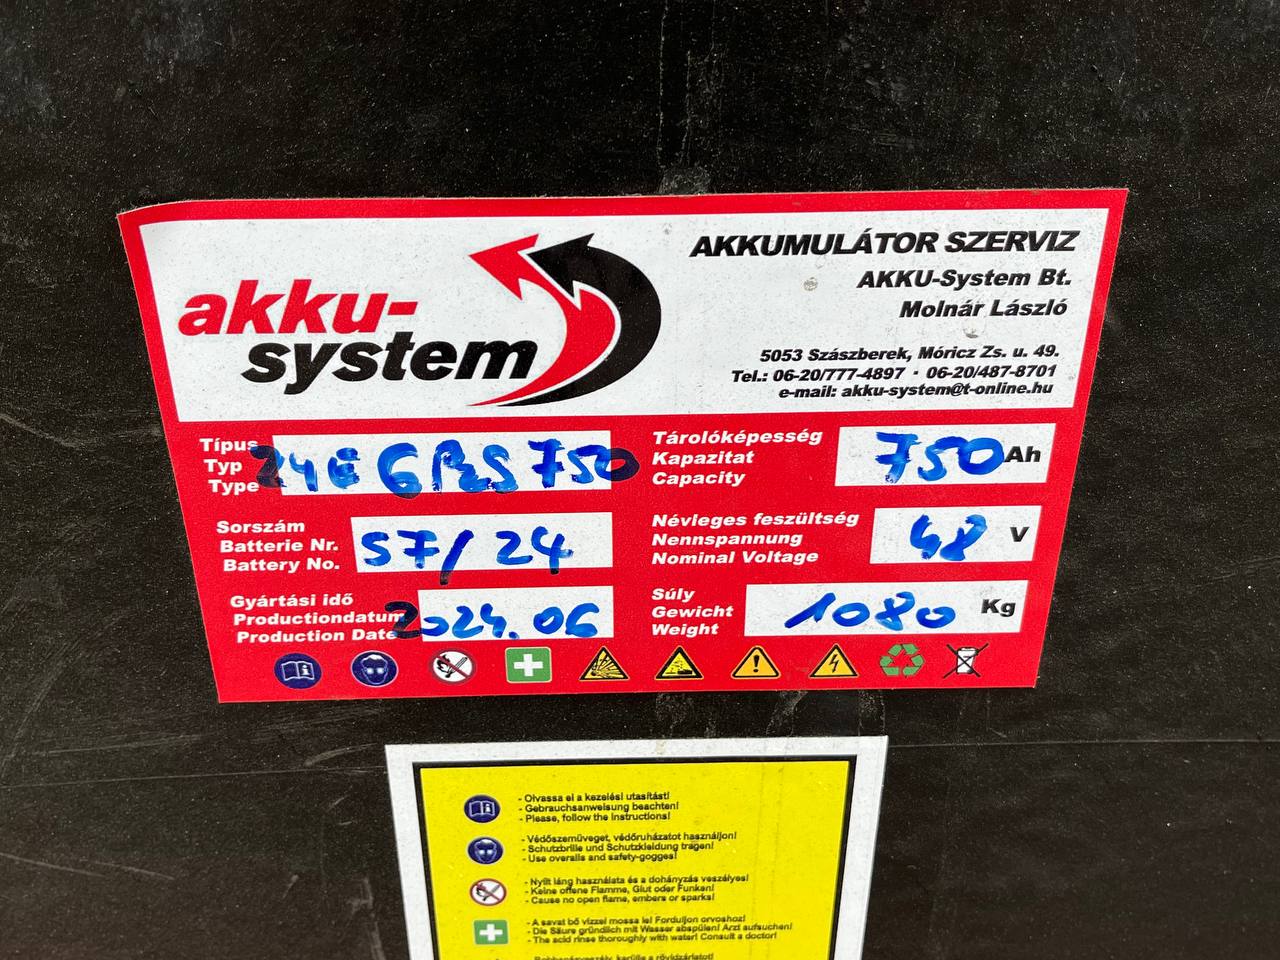 akku-
system
AKKUMULÁTOR SZERVIZ
AKKU-System Bt.
Molnár László
5053 Szászberek, Móricz Zs. u. 49.
Tel.: 06-20/777-4897 · 06-20/487-8701
e-mail: akku-system@t-online.hu
Típus
Typ
Type
750
Tárolóképesség
Kapazitat
Capacity
750 Ah
Sorszám
Batterie Nr.
Battery No.
57/24
Névleges feszültség
Nennspannung
Nominal Voltage
48 V
Gyártási idő
Productiondatum
Production Date
2024.06
Súly
Gewicht
Weight
1080 Kg
- Olvassa el a kezelési utasítást!
- Gebrauchsanweisung beachten!
- Please, follow the instructions!
- Védőszemüveget, védőruházatot használjon!
- Schutzbrille und Schutzkleidung tragen!
- Use overalls and safety-gogges!
- Nyílt láng használata és a dohányzás veszélyes!
- Keine offene Flamme, Glut oder Funken!
- Cause no open flame, embers or sparks!
- A savat bő vízzel mossa le! Forduljon orvoshoz!
- Die Säure gründlich mit Wasser abspülen! Arzt aufsuchen!
- The acid rinse thoroughly with water! Consult a doctor!